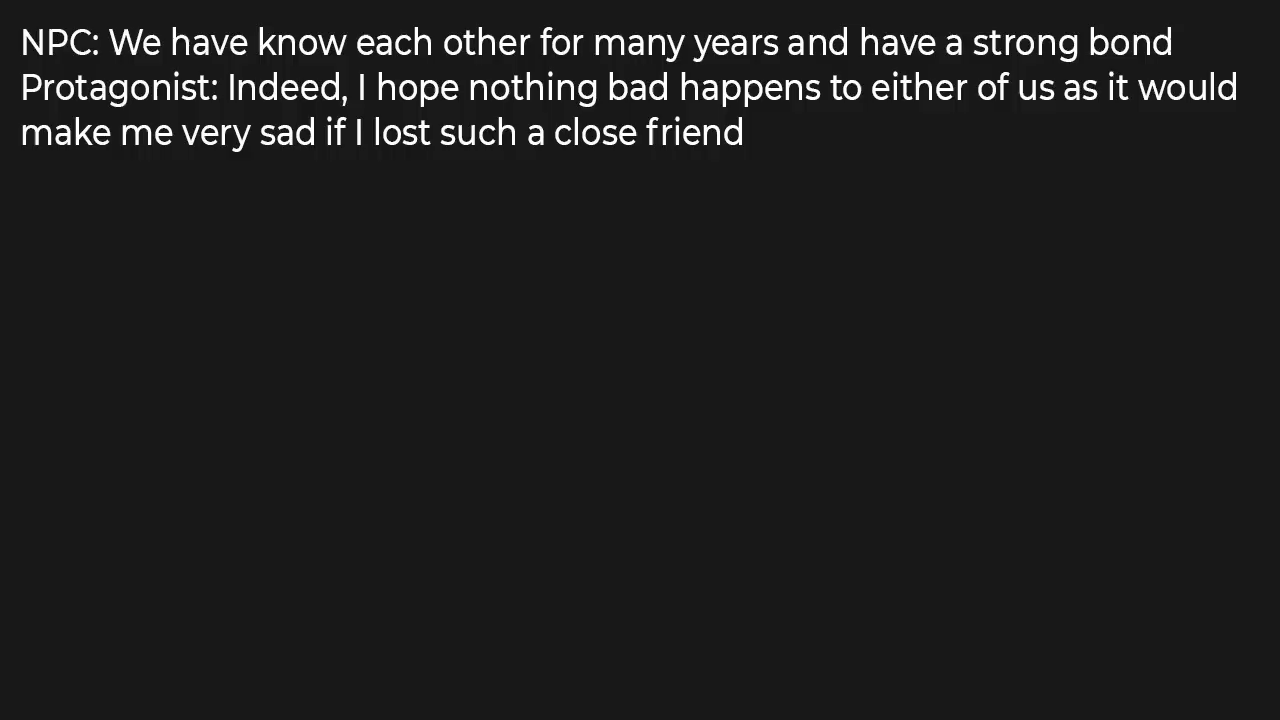 NPC: We have know each other for many years and have a strong bond
Protagonist: Indeed, I hope nothing bad happens to either of us as it would
make me very sad if I lost such a close friend